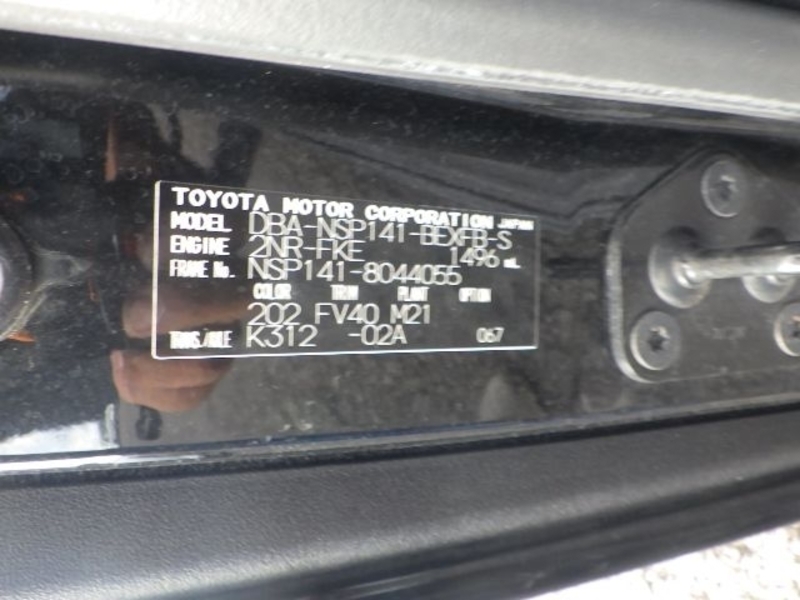 TOYOTA MOTOR CORPORATION JAPAN
MODEL DBA-NSP141-BEXFB-S
ENGINE 2NR-FKE 1496 mL
FRAME No. NSP141-8044055
COLOR TRIM PLANT OPTION
202 FV40 M21
TRANS./AXLE K312 -02A 067